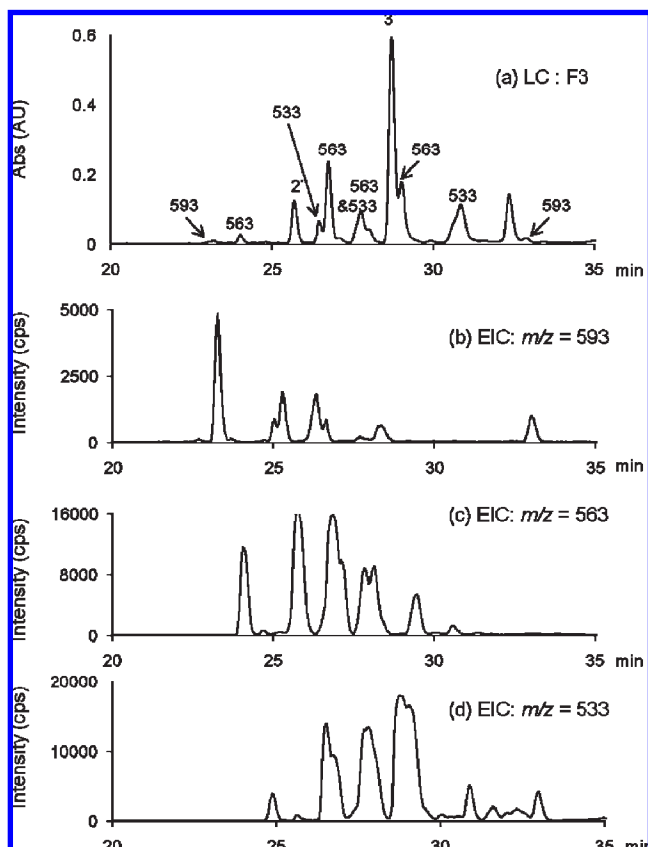 3
0.6
(a) LC : F3
533
563
0.4
Abs (AU)
563
0.2
2'
563
533
593
563
&533
593
0
20 25 30 35 min
5000
(b) EIC: m/z = 593
2500
Intensity (cps)
0
20 25 30 35 min
16000
(c) EIC: m/z = 563
8000
Intensity (cps)
0
20 25 30 35 min
20000
(d) EIC: m/z = 533
10000
Intensity (cps)
0
20 25 30 35 min